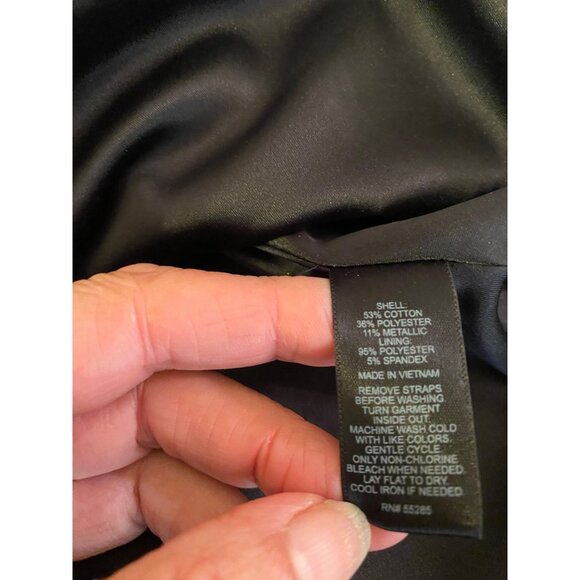 SHELL:
53% COTTON
36% POLYESTER
11% METALLIC
LINING:
95% POLYESTER
5% SPANDEX
MADE IN VIETNAM
REMOVE STRAPS
BEFORE WASHING.
TURN GARMENT
INSIDE OUT.
MACHINE WASH COLD
WITH LIKE COLORS.
GENTLE CYCLE.
ONLY NON-CHLORINE
BLEACH WHEN NEEDED.
LAY FLAT TO DRY.
COOL IRON IF NEEDED.
RN# 55285